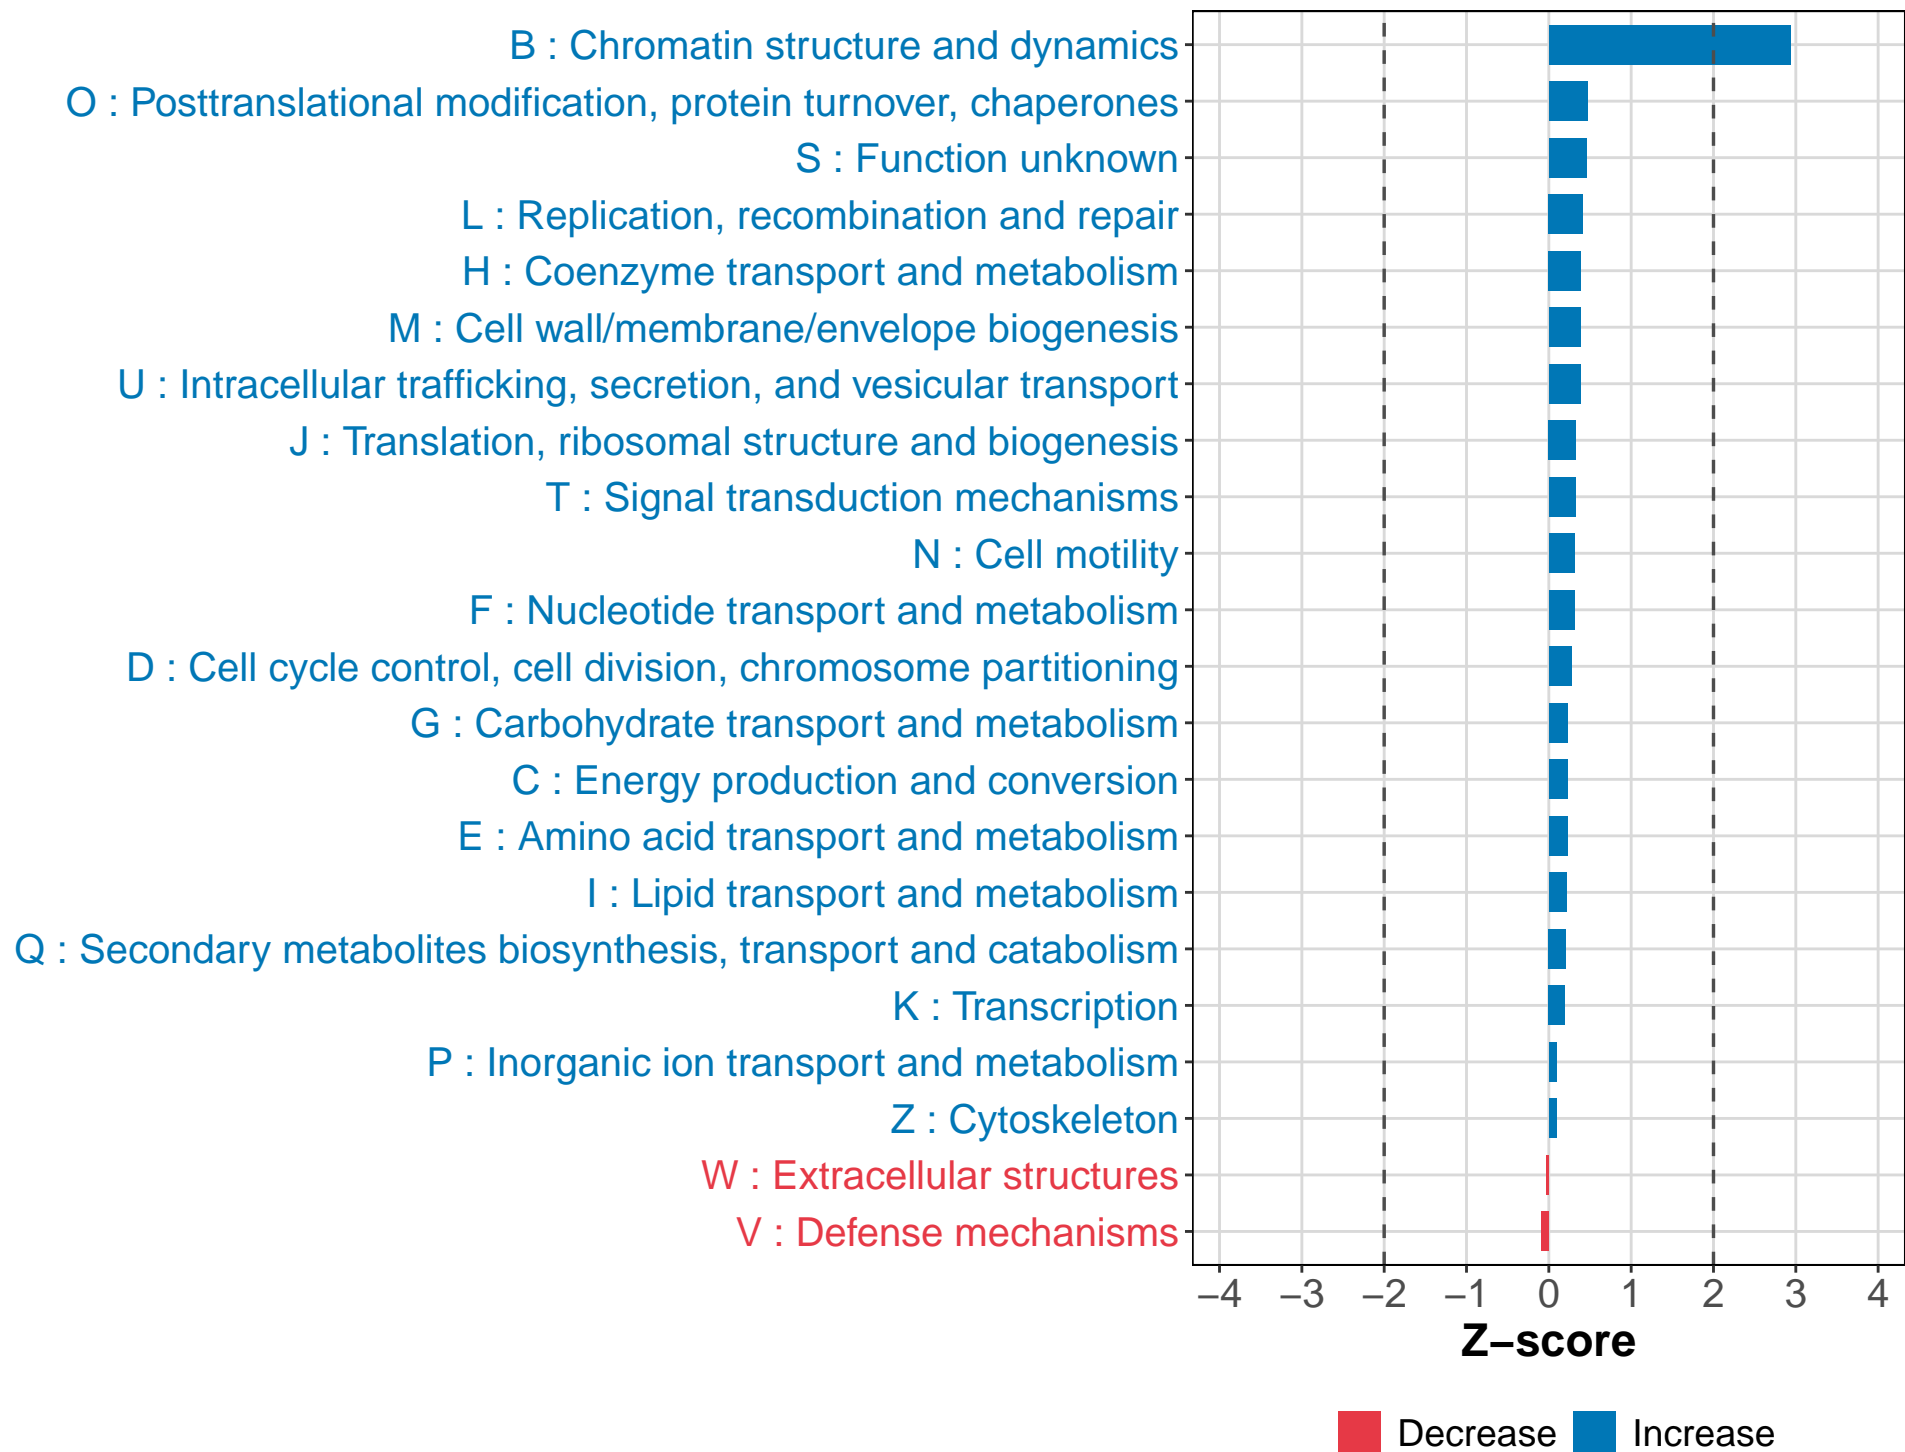 B : Chromatin structure and dynamics
O : Posttranslational modification, protein turnover, chaperones
S : Function unknown
L : Replication, recombination and repair
H : Coenzyme transport and metabolism
M : Cell wall/membrane/envelope biogenesis
U : Intracellular trafficking, secretion, and vesicular transport
J : Translation, ribosomal structure and biogenesis
T : Signal transduction mechanisms
N : Cell motility
F : Nucleotide transport and metabolism
D : Cell cycle control, cell division, chromosome partitioning
G : Carbohydrate transport and metabolism
C : Energy production and conversion
E : Amino acid transport and metabolism
I : Lipid transport and metabolism
Q : Secondary metabolites biosynthesis, transport and catabolism
K : Transcription
P : Inorganic ion transport and metabolism
Z : Cytoskeleton
W : Extracellular structures
V : Defense mechanisms
−4 −3 −2 −1 0 1 2 3 4
Z−score
Decrease Increase